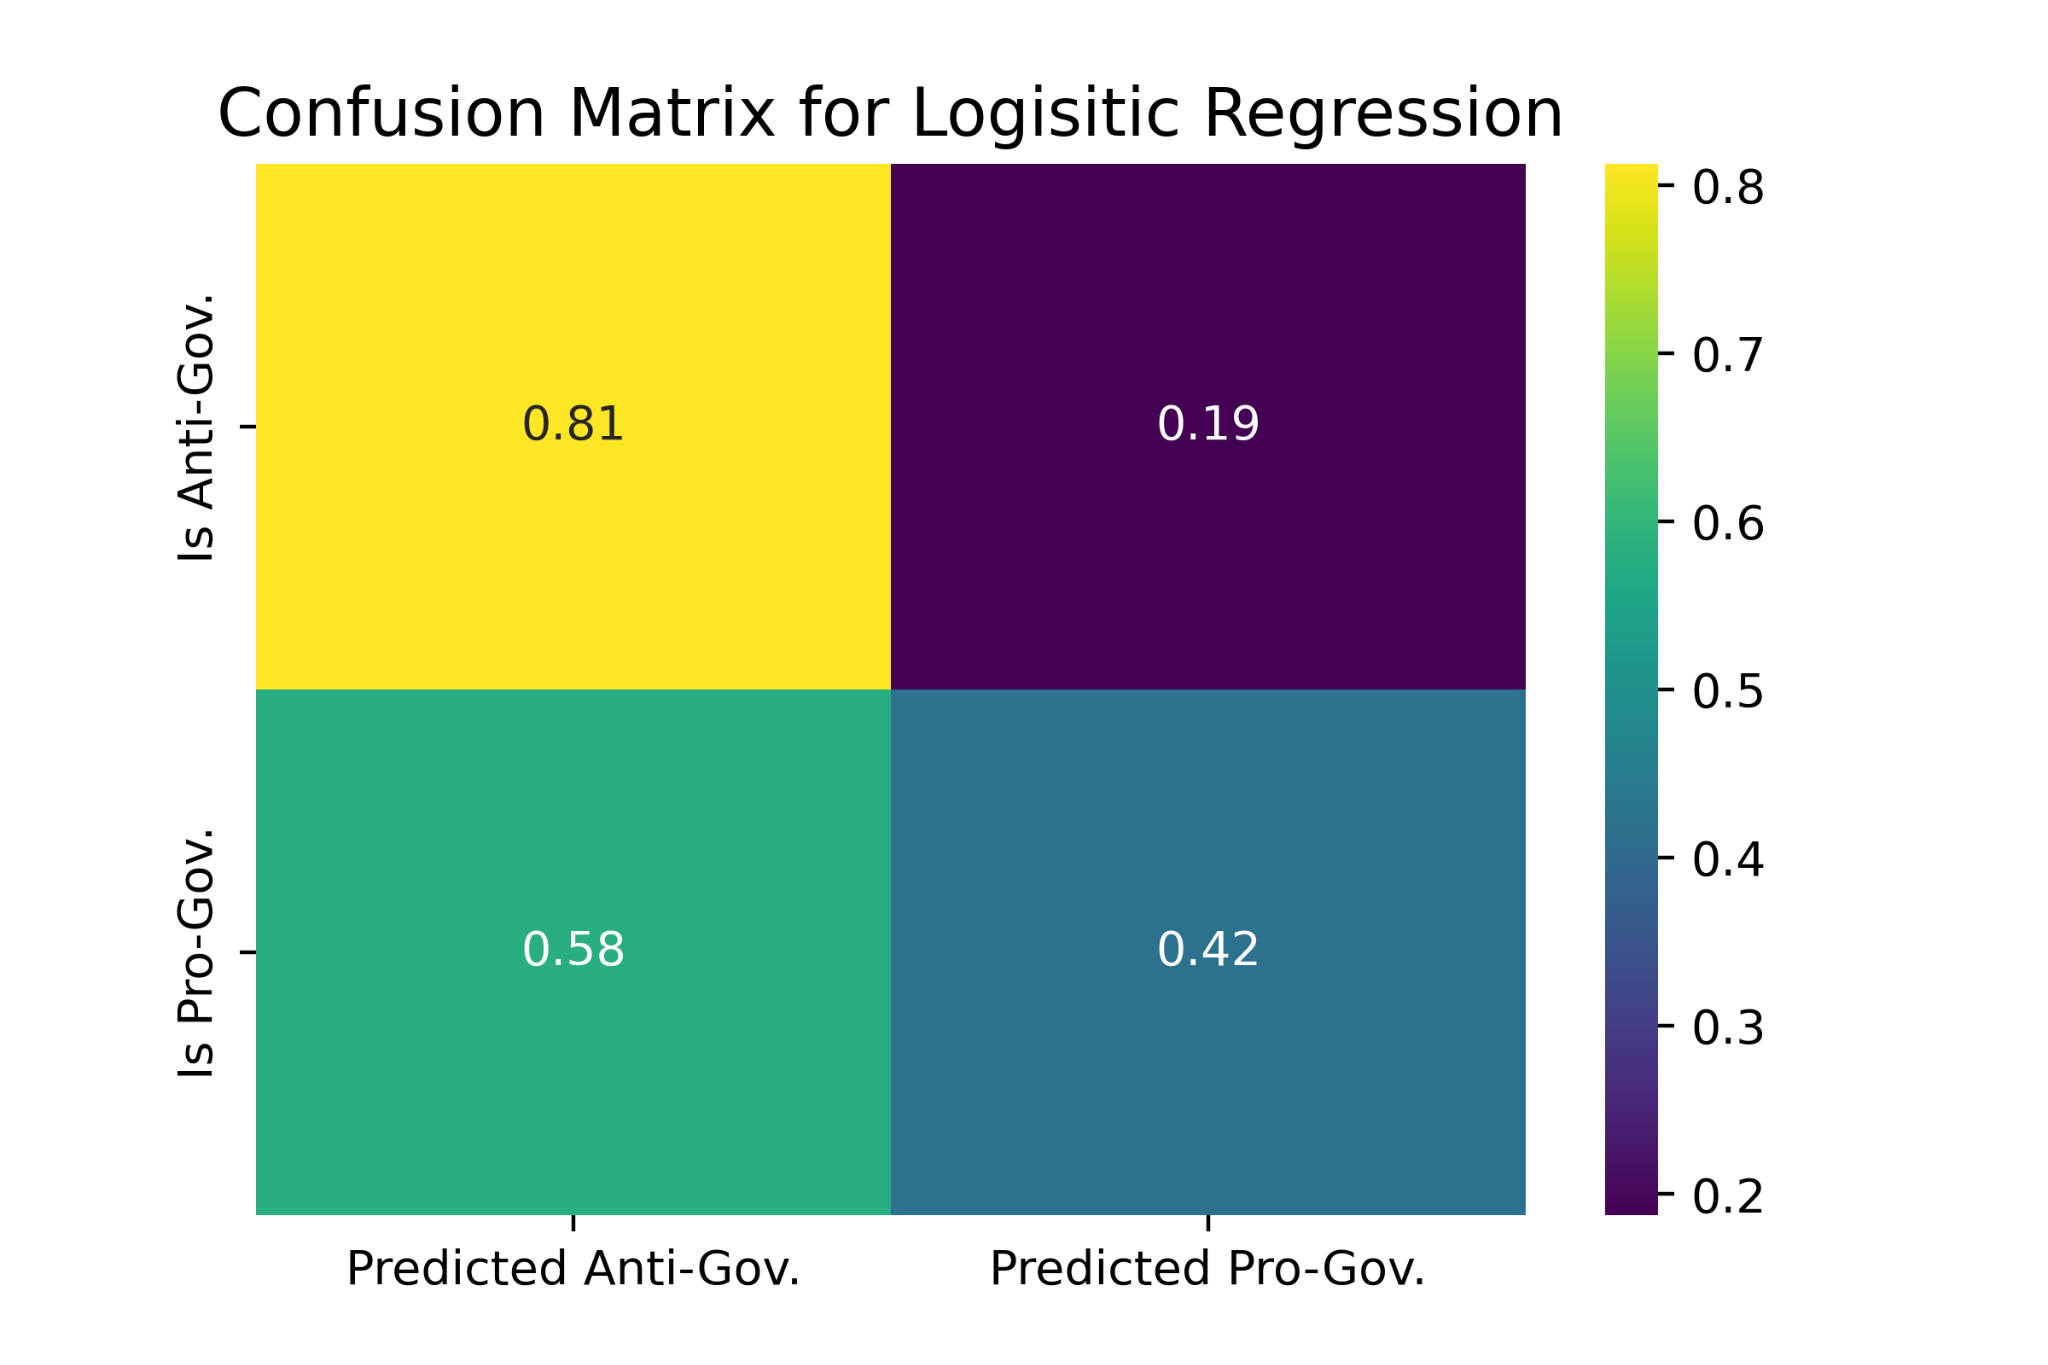 Confusion Matrix for Logisitic Regression
Is Anti-Gov.
Is Pro-Gov.
0.81
0.19
0.58
0.42
Predicted Anti-Gov.
Predicted Pro-Gov.
0.8
0.7
0.6
0.5
0.4
0.3
0.2